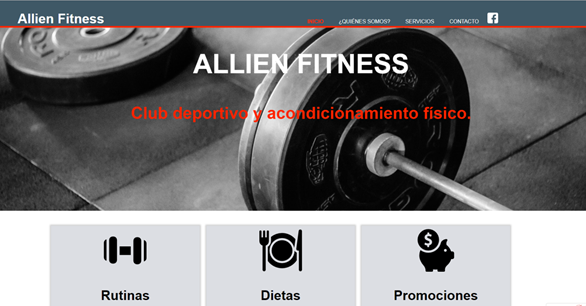 Allien Fitness
INICIO ¿QUIÉNES SOMOS? SERVICIOS CONTACTO
ALLIEN FITNESS
Club deportivo y acondicionamiento físico.
Rutinas Dietas Promociones